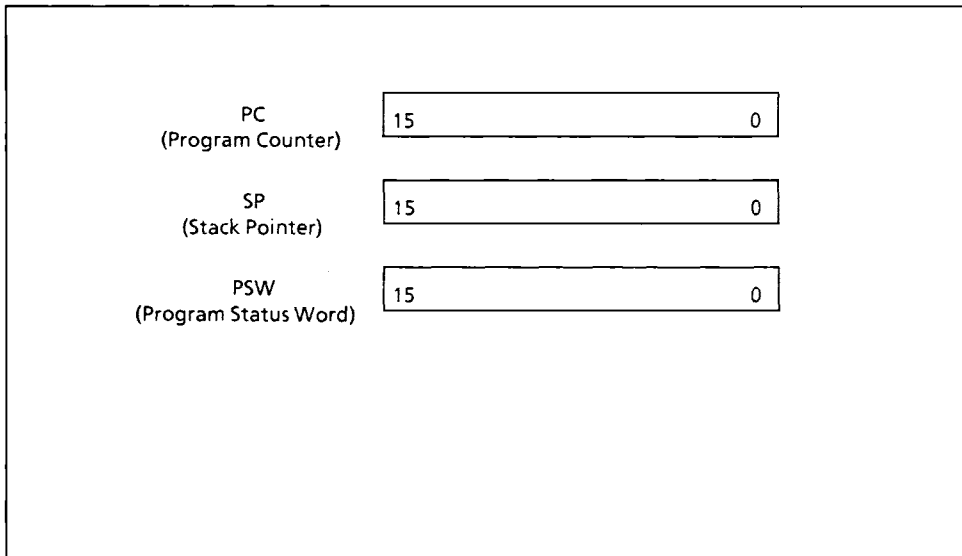 PC
(Program Counter)
15 0
SP
(Stack Pointer)
15 0
PSW
(Program Status Word)
15 0